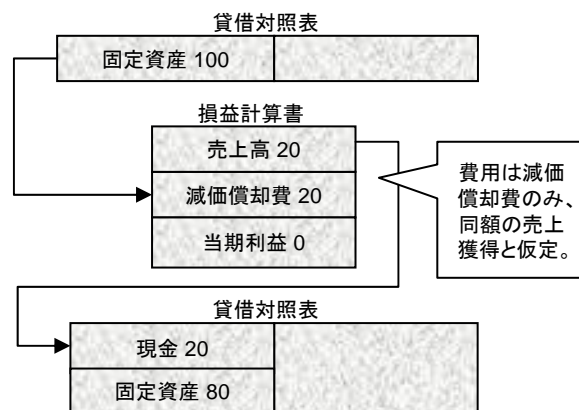 貸借対照表
固定資産 100
損益計算書
売上高 20
減価償却費 20
当期利益 0
費用は減価
償却費のみ、
同額の売上
獲得と仮定。
貸借対照表
現金 20
固定資産 80